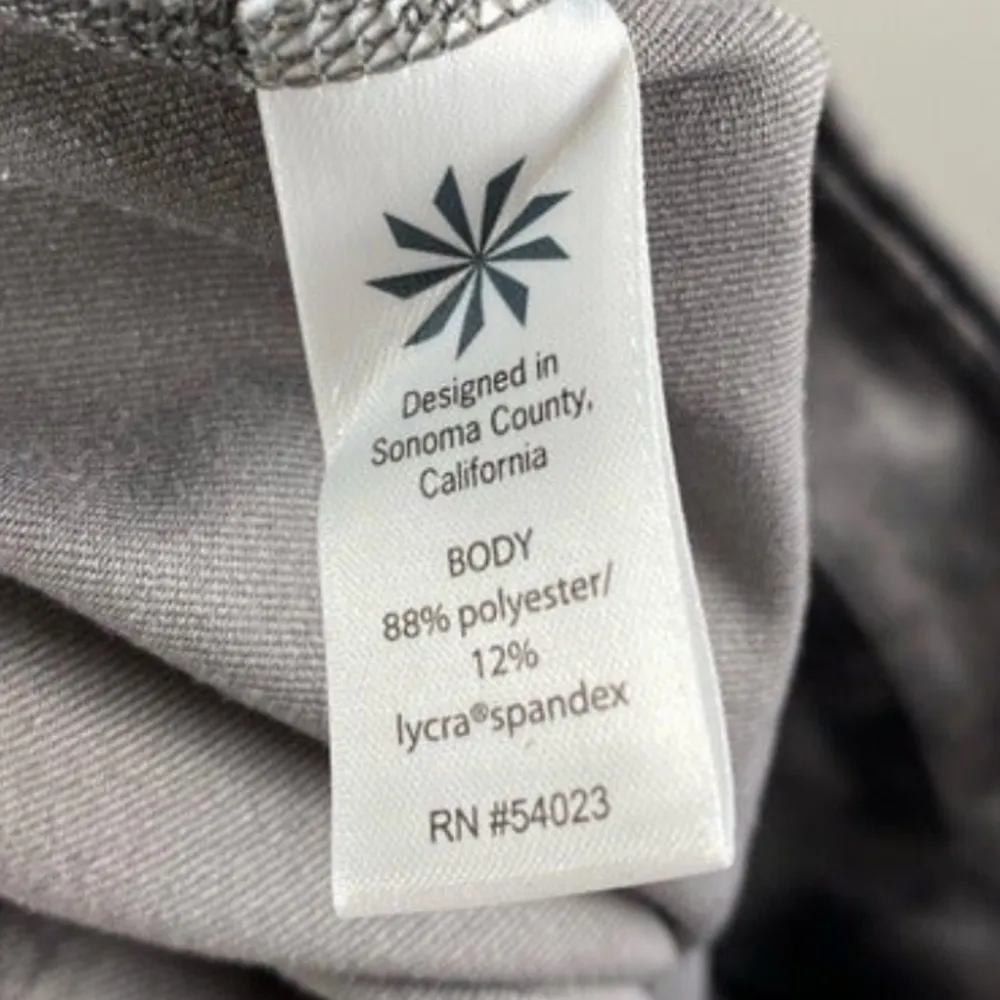 Designed in
Sonoma County,
California
BODY
88% polyester/
12%
lycra®spandex
RN #54023